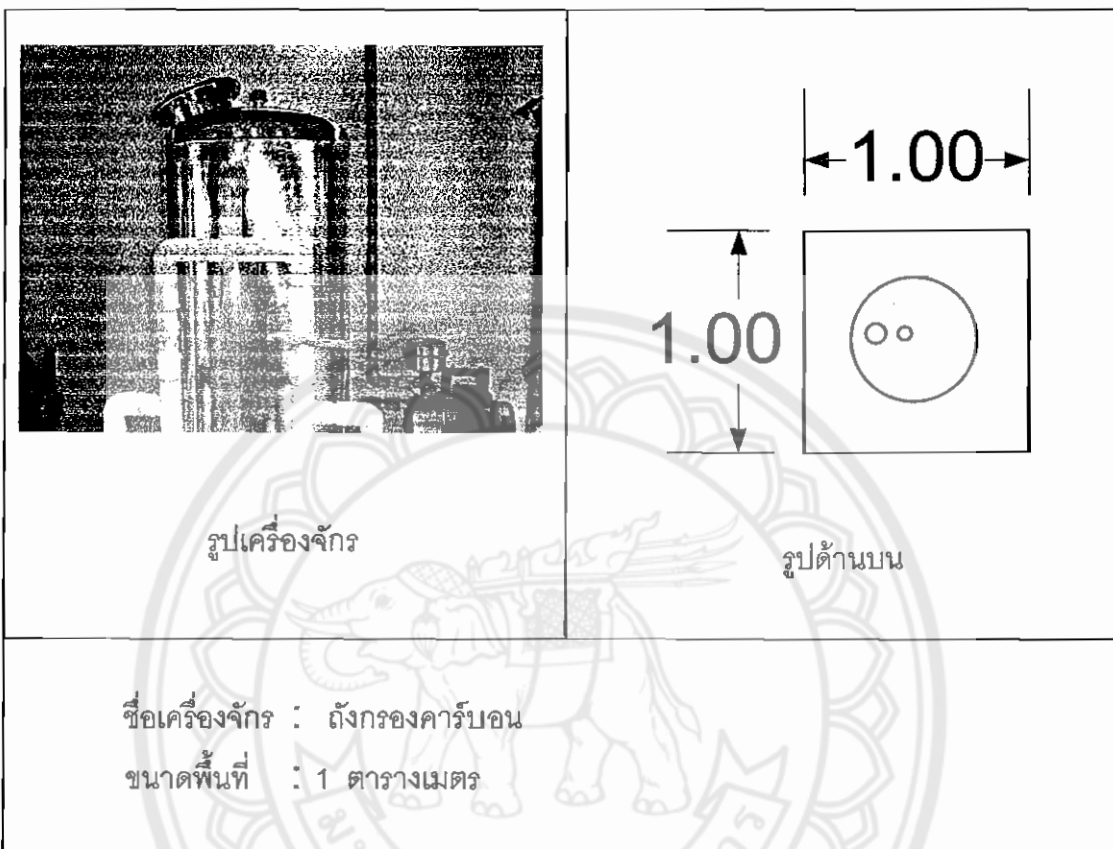 1.00
1.00
รูปเครื่องจักร
รูปด้านบน
ชื่อเครื่องจักร : ถังกรองคาร์บอน
ขนาดพื้นที่ : 1 ตารางเมตร